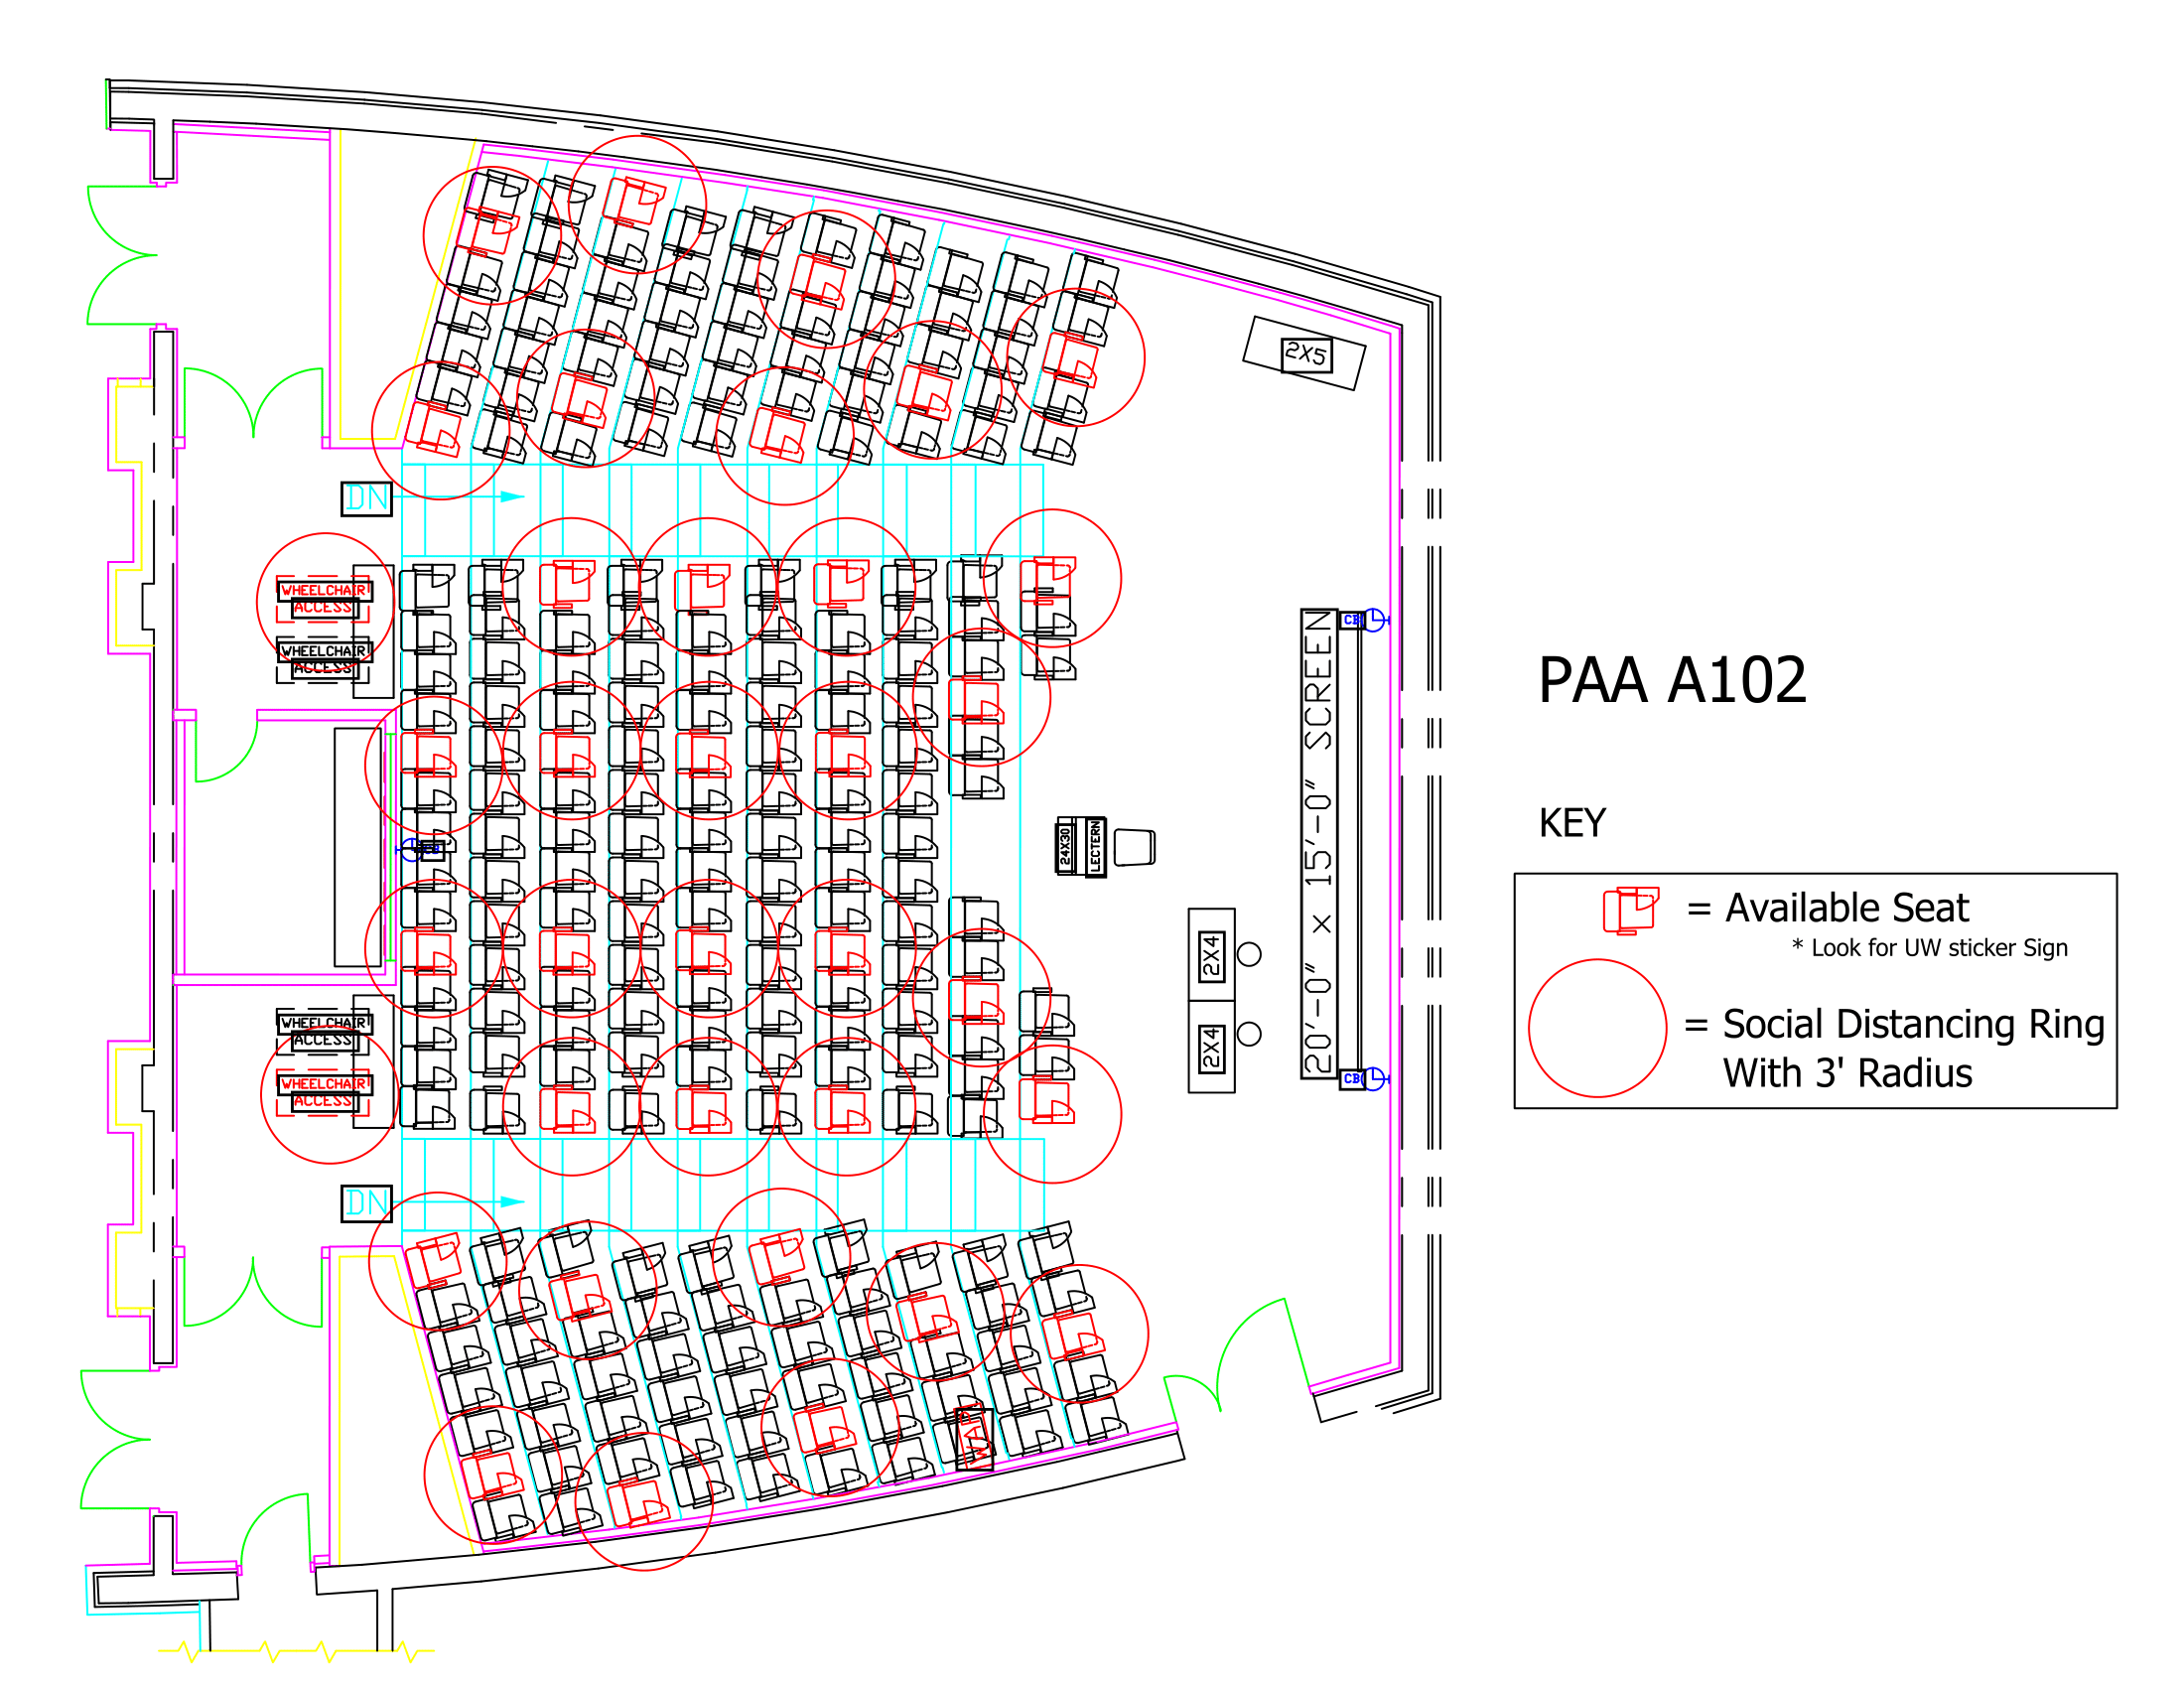 2X5
DN
WHEELCHAIR
ACCESS
WHEELCHAIR
ACCESS
CB
20'-0" x 15'-0" SCREEN
PAA A102
KEY
24X30
LECTERN
CB
= Available Seat
* Look for UW sticker Sign
2X4
2X4
= Social Distancing Ring
With 3' Radius
WHEELCHAIR
ACCESS
WHEELCHAIR
ACCESS
CB
DN
WAP